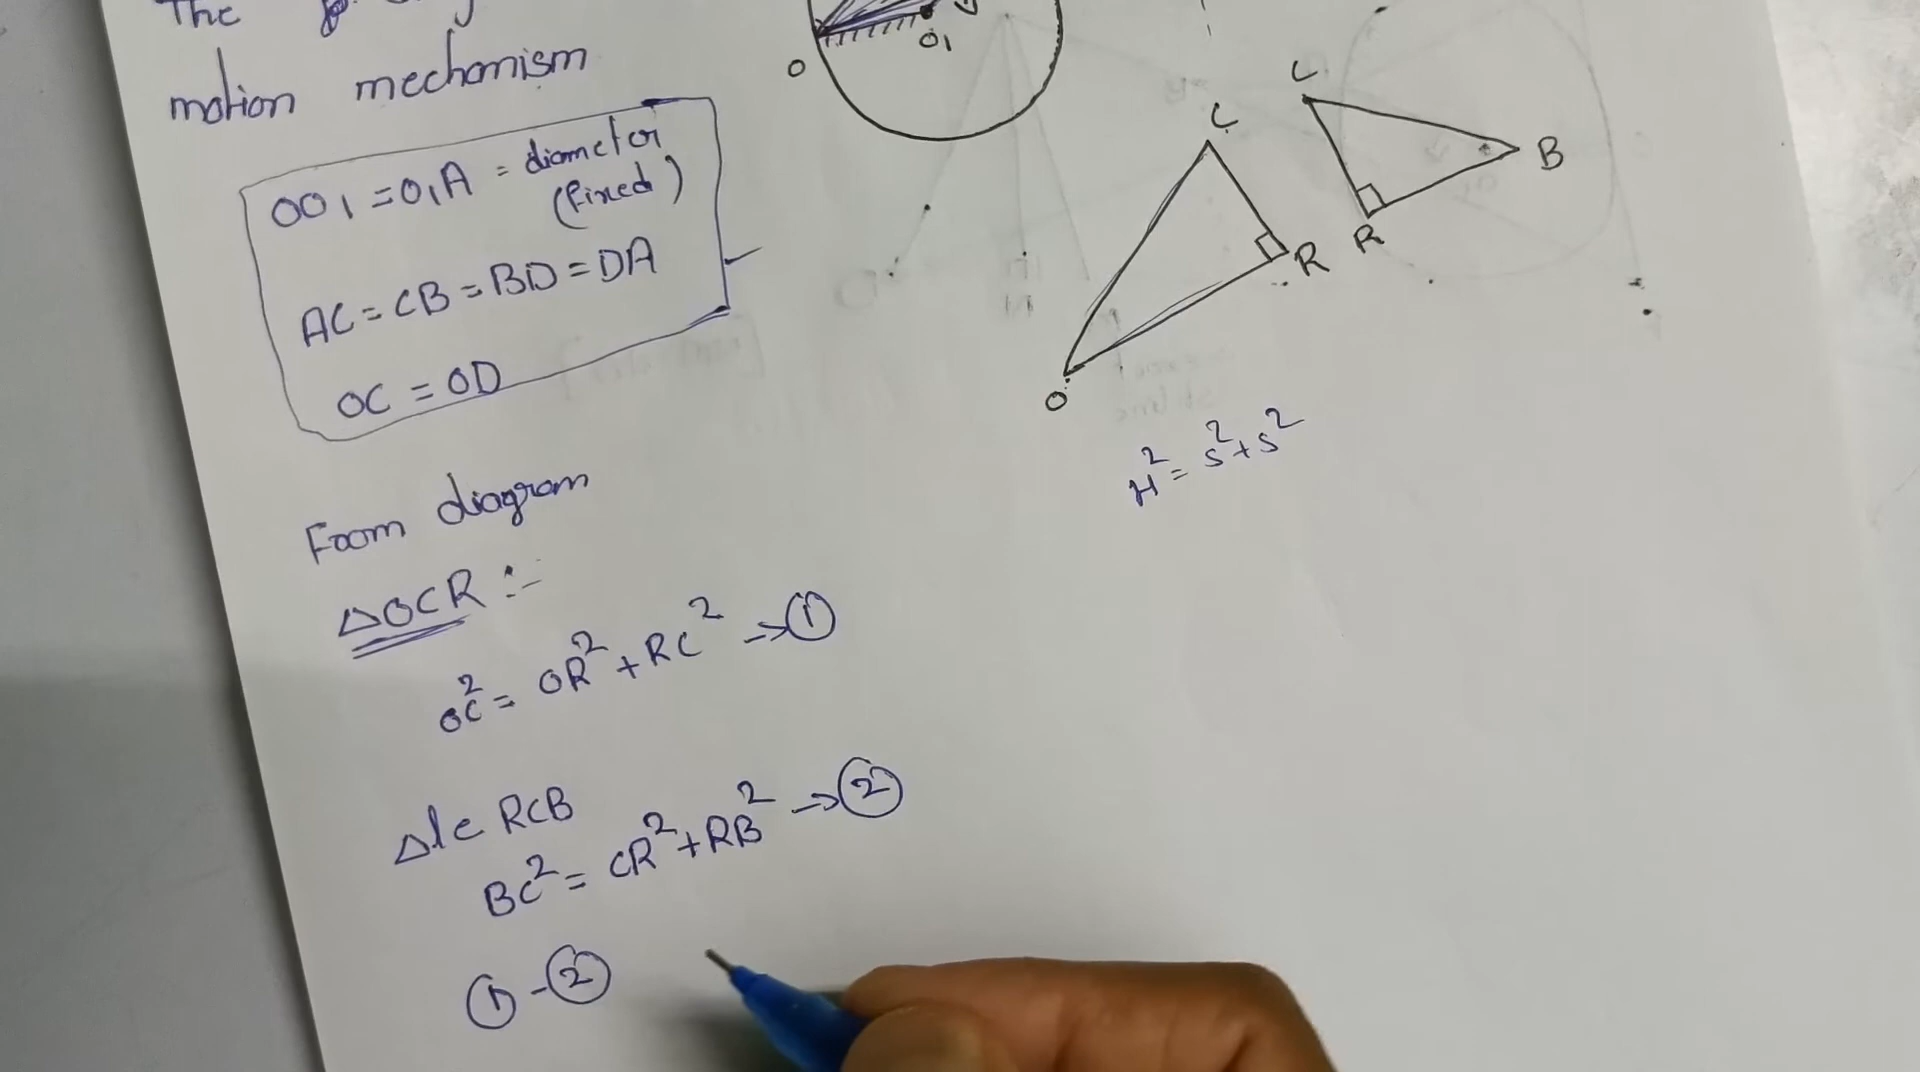 The
motion mechanism
OO1 = O1A = diameter
(fixed)
AC = CB = BD = DA
OC = OD
From diagram
△OCR :-
OC² = OR² + RC² → ①
△le RCB
BC² = CR² + RB² → ②
① - ②
O
O1
C
R
O
C
B
R
H² = S² + S²